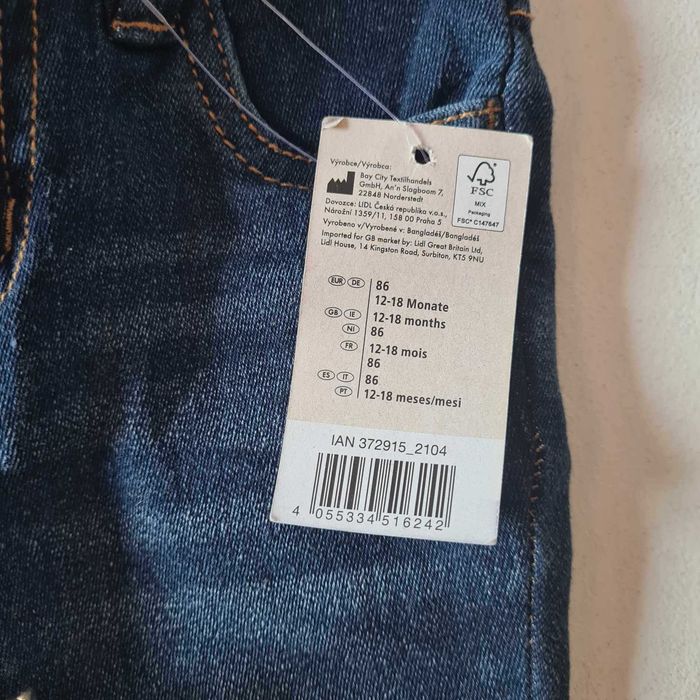 Výrobce/Výrobca:
Bay City Textilhandels
GmbH, An'n Slagboom 7,
22848 Norderstedt
Dovozce: LIDL Česká republika v.o.s.,
Nárožní 1359/11, 158 00 Praha 5
Vyrobeno v/Vyrobené v: Bangladéš/Bangladéš
Imported for GB market by: Lidl Great Britain Ltd,
Lidl House, 14 Kingston Road, Surbiton, KT5 9NU
FSC
MIX
Packaging
FSC® C147647
EUR DE 86
12-18 Monate
GB IE 12-18 months
NI 86
FR 12-18 mois
86
ES IT 86
PT 12-18 meses/mesi
IAN 372915_2104
4 055334 516242